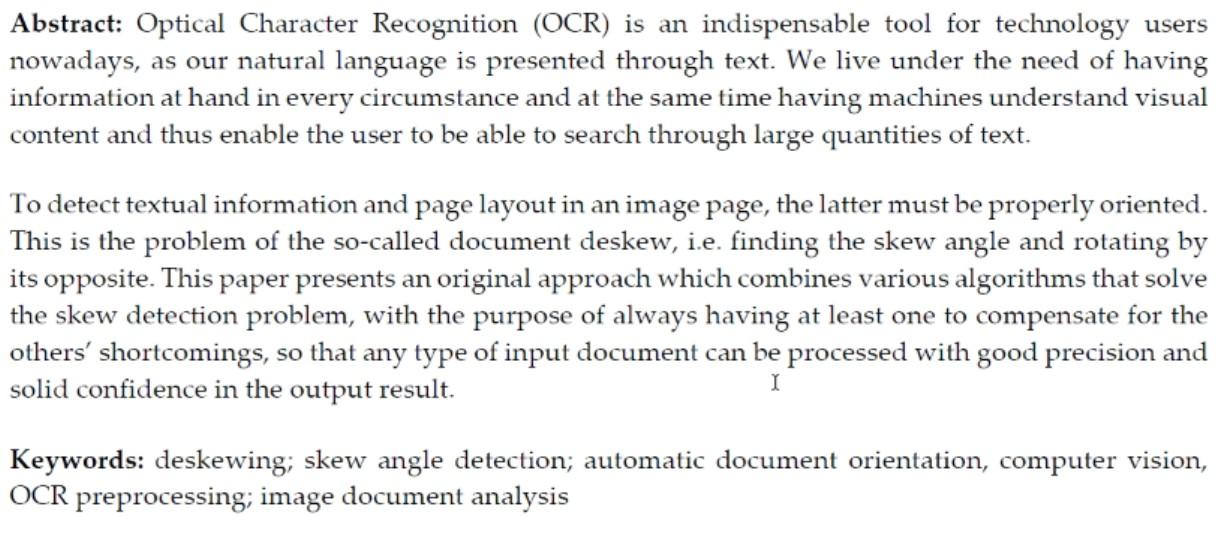 Abstract: Optical Character Recognition (OCR) is an indispensable tool for technology users
nowadays, as our natural language is presented through text. We live under the need of having
information at hand in every circumstance and at the same time having machines understand visual
content and thus enable the user to be able to search through large quantities of text.
To detect textual information and page layout in an image page, the latter must be properly oriented.
This is the problem of the so-called document deskew, i.e. finding the skew angle and rotating by
its opposite. This paper presents an original approach which combines various algorithms that solve
the skew detection problem, with the purpose of always having at least one to compensate for the
others’ shortcomings, so that any type of input document can be processed with good precision and
solid confidence in the output result.
Keywords: deskewing; skew angle detection; automatic document orientation, computer vision,
OCR preprocessing; image document analysis